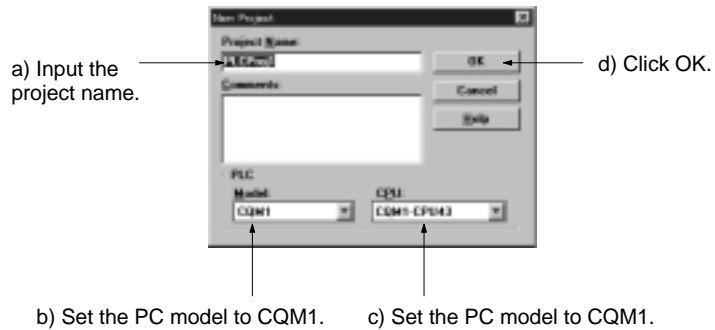 New Project
Project Name:
a) Input the
project name.
OK
d) Click OK.
Comments:
Cancel
Help
PLC
Model:
CPU:
CQM1
CQM1-CPU43
b) Set the PC model to CQM1.
c) Set the PC model to CQM1.